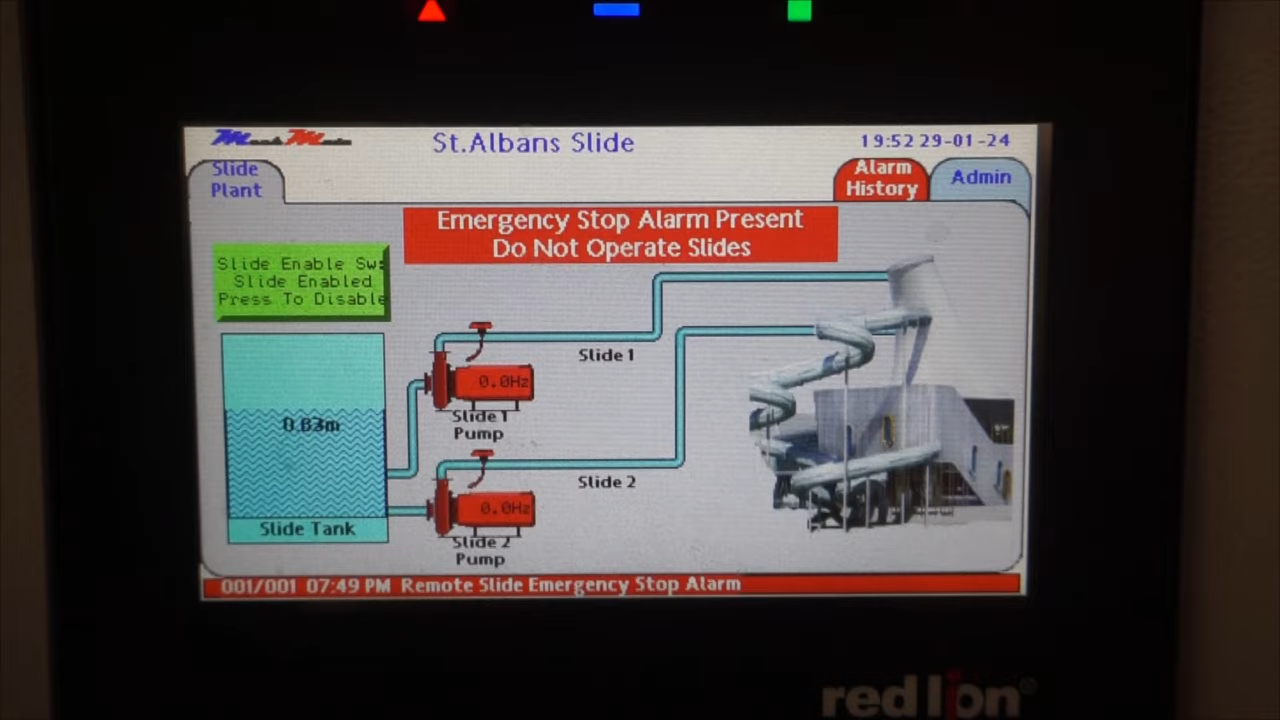 St.Albans Slide
19:52 29-01-24
Slide
Plant
Alarm
History
Admin
Emergency Stop Alarm Present
Do Not Operate Slides
Slide Enable Sw:
Slide Enabled
Press To Disable
Slide 1
0.0Hz
Slide 1
Pump
0.83m
Slide 2
0.0Hz
Slide 2
Pump
Slide Tank
001/001 07:49 PM Remote Slide Emergency Stop Alarm
redlion®